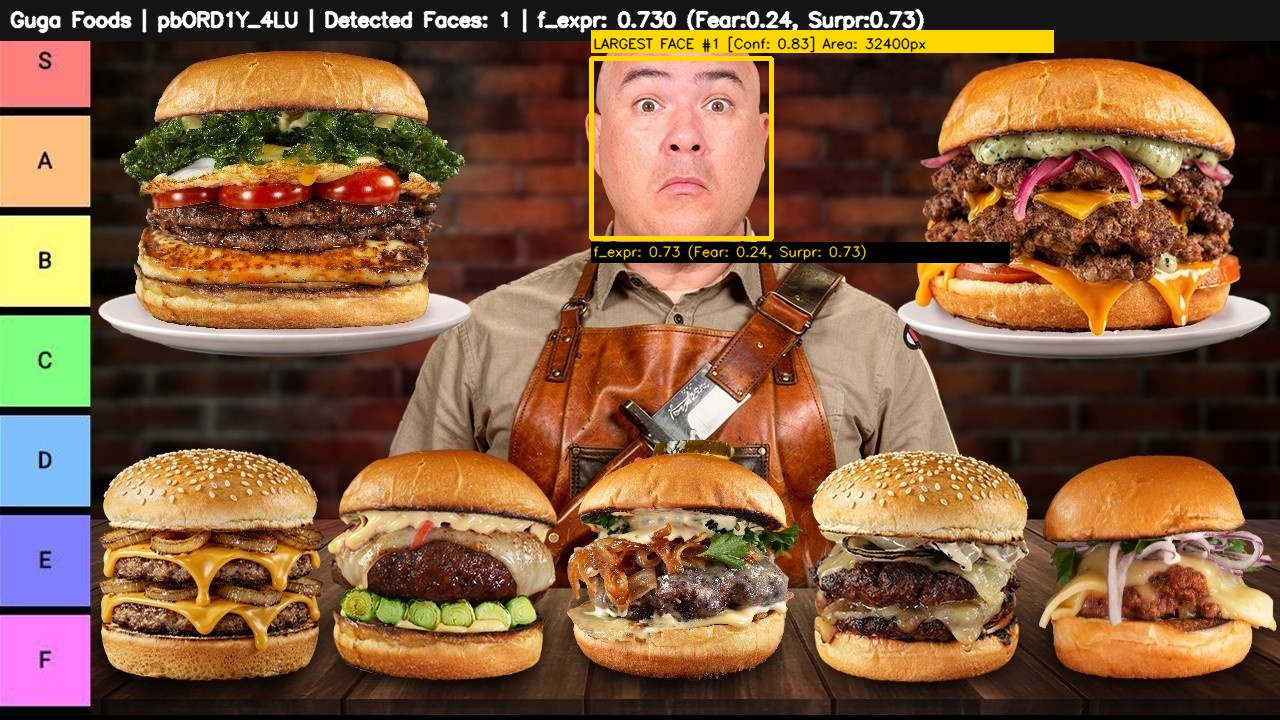 Guga Foods | pbORD1Y_4LU | Detected Faces: 1 | f_expr: 0.730 (Fear:0.24, Surpr:0.73)
LARGEST FACE #1 [Conf: 0.83] Area: 32400px
f_expr: 0.73 (Fear: 0.24, Surpr: 0.73)
S
A
B
C
D
E
F